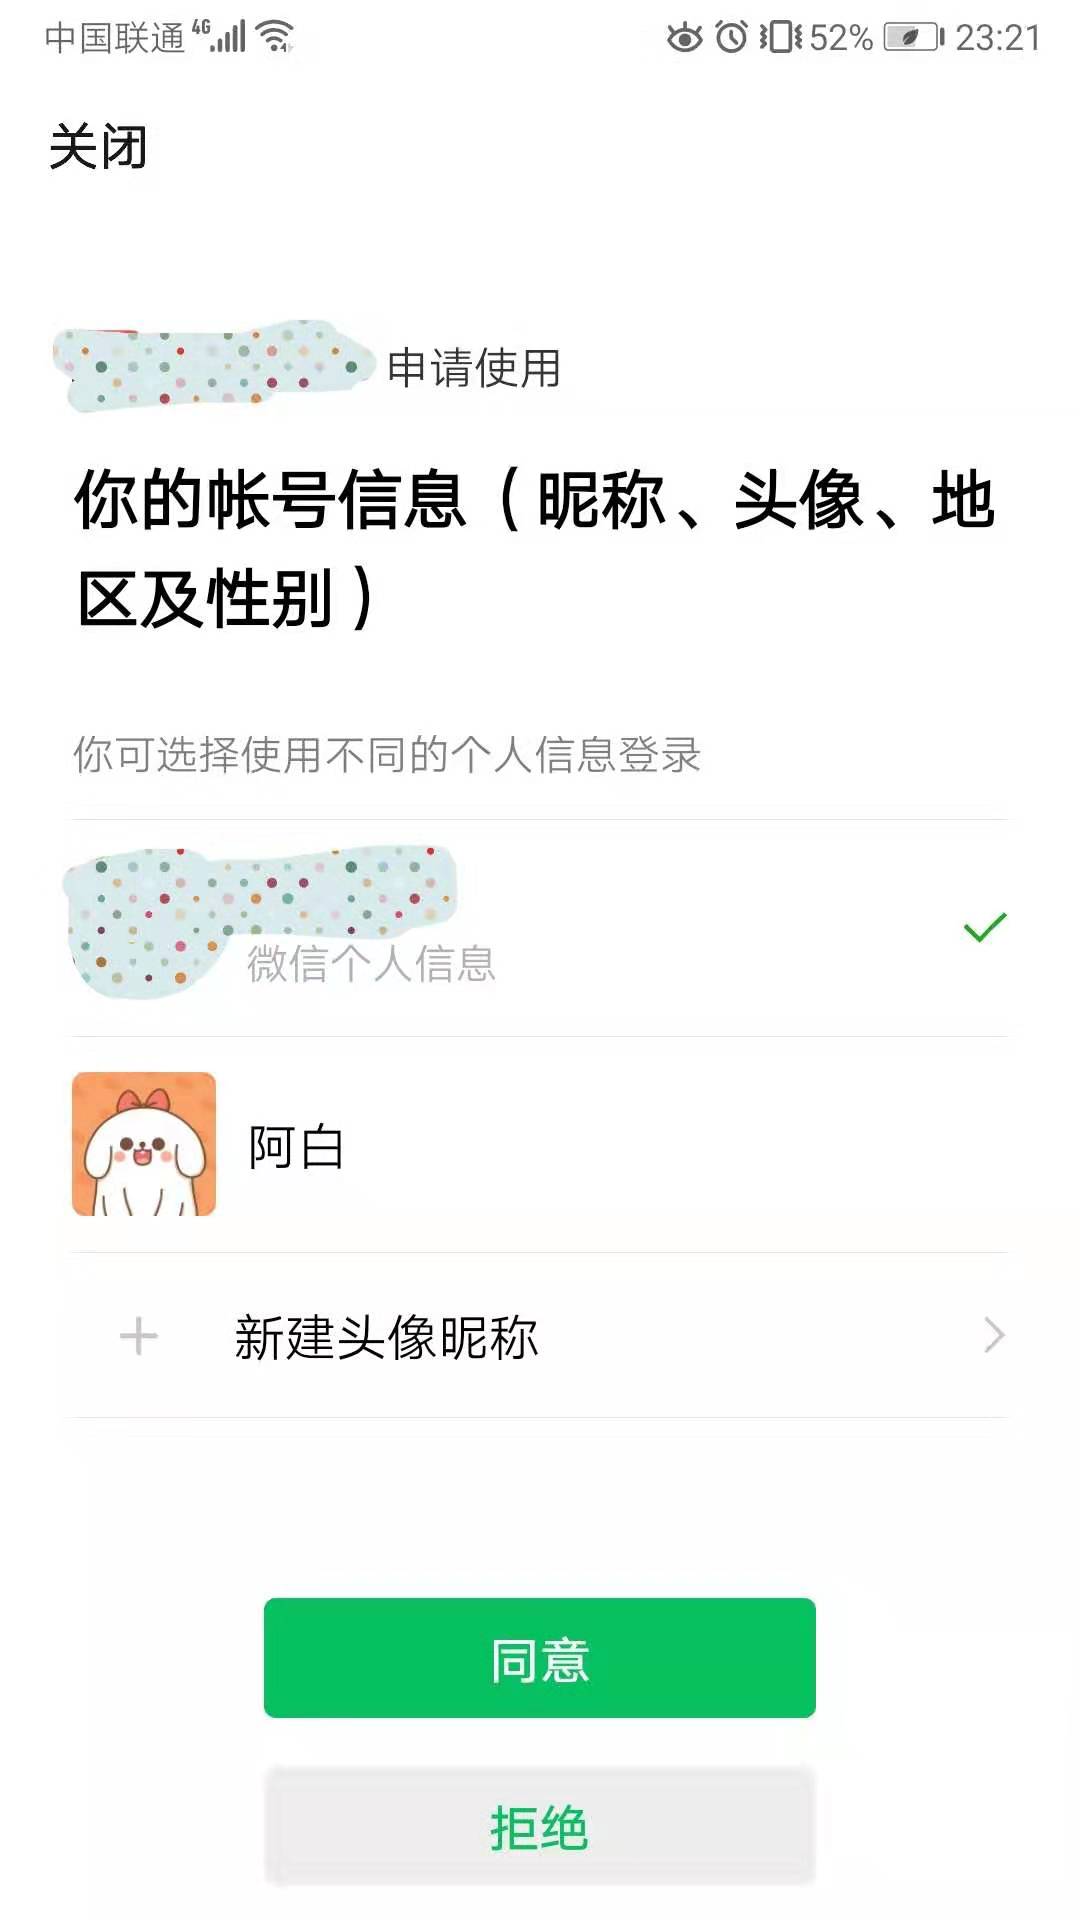 中国联通 4G 52% 23:21
关闭
申请使用
你的帐号信息（昵称、头像、地
区及性别）
你可选择使用不同的个人信息登录
微信个人信息
阿白
新建头像昵称
同意
拒绝